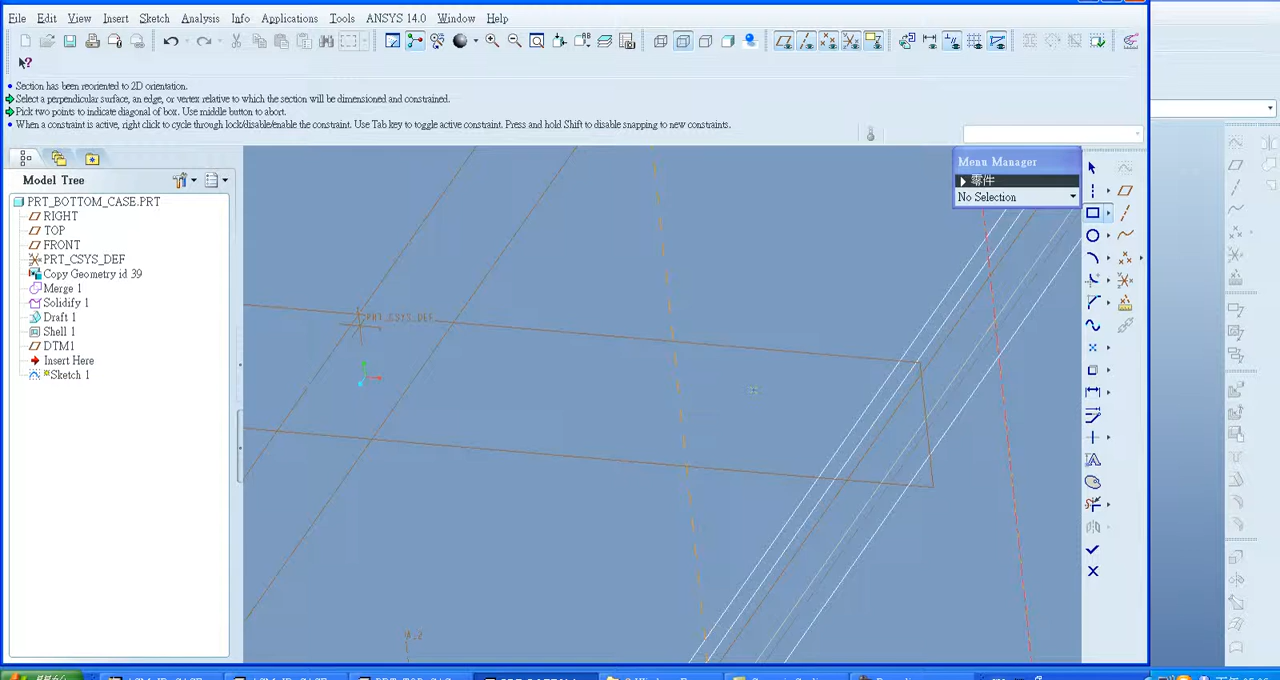 File Edit View Insert Sketch Analysis Info Applications Tools ANSYS 14.0 Window Help
Section has been reoriented to 2D orientation.
Select a perpendicular surface, an edge, or vertex relative to which the section will be dimensioned and constrained.
Pick two points to indicate diagonal of box. Use middle button to abort.
When a constraint is active, right click to cycle through lock/disable/enable the constraint. Use Tab key to toggle active constraint. Press and hold Shift to disable snapping to new constraints.
Model Tree
PRT_BOTTOM_CASE.PRT
RIGHT
TOP
FRONT
PRT_CSYS_DEF
Copy Geometry id 39
Merge 1
Solidify 1
Draft 1
Shell 1
DTM1
Insert Here
*Sketch 1
PRT_CSYS_DEF
Menu Manager
零件
No Selection